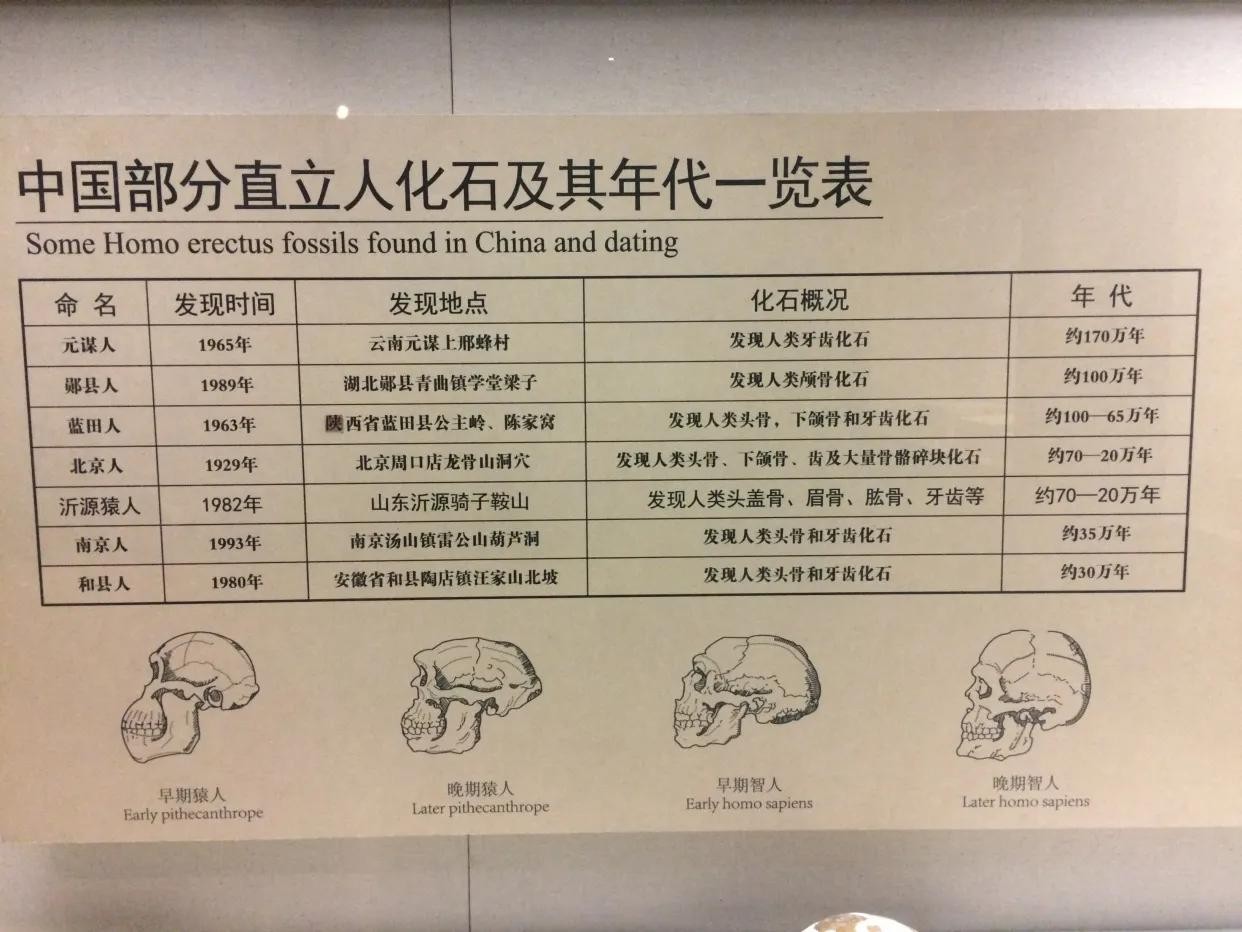 中国部分直立人化石及其年代一览表
Some Homo erectus fossils found in China and dating
命 名 发现时间 发现地点 化石概况 年 代
元谋人 1965年 云南元谋上那蚌村 发现人类牙齿化石 约170万年
郧县人 1989年 湖北郧县青曲镇学堂梁子 发现人类颅骨化石 约100万年
蓝田人 1963年 陕西省蓝田县公主岭、陈家窝 发现人类头骨，下颌骨和牙齿化石 约100—65万年
北京人 1929年 北京周口店龙骨山洞穴 发现人类头骨、下颌骨、齿及大量骨骼碎块化石 约70—20万年
沂源猿人 1982年 山东沂源骑子鞍山 发现人类头盖骨、眉骨、肱骨、牙齿等 约70—20万年
南京人 1993年 南京汤山镇雷公山葫芦洞 发现人类头骨和牙齿化石 约35万年
和县人 1980年 安徽省和县陶店镇汪家山北坡 发现人类头骨和牙齿化石 约30万年
早期猿人 晚期猿人 早期智人 晚期智人
Early pithecanthrope Later pithecanthrope Early homo sapiens Later homo sapiens